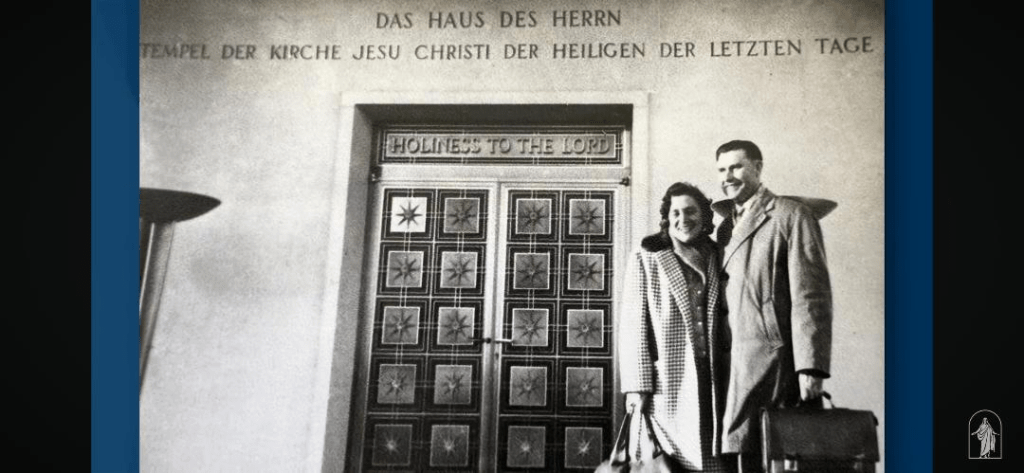 DAS HAUS DES HERRN
TEMPEL DER KIRCHE JESU CHRISTI DER HEILIGEN DER LETZTEN TAGE
HOLINESS TO THE LORD